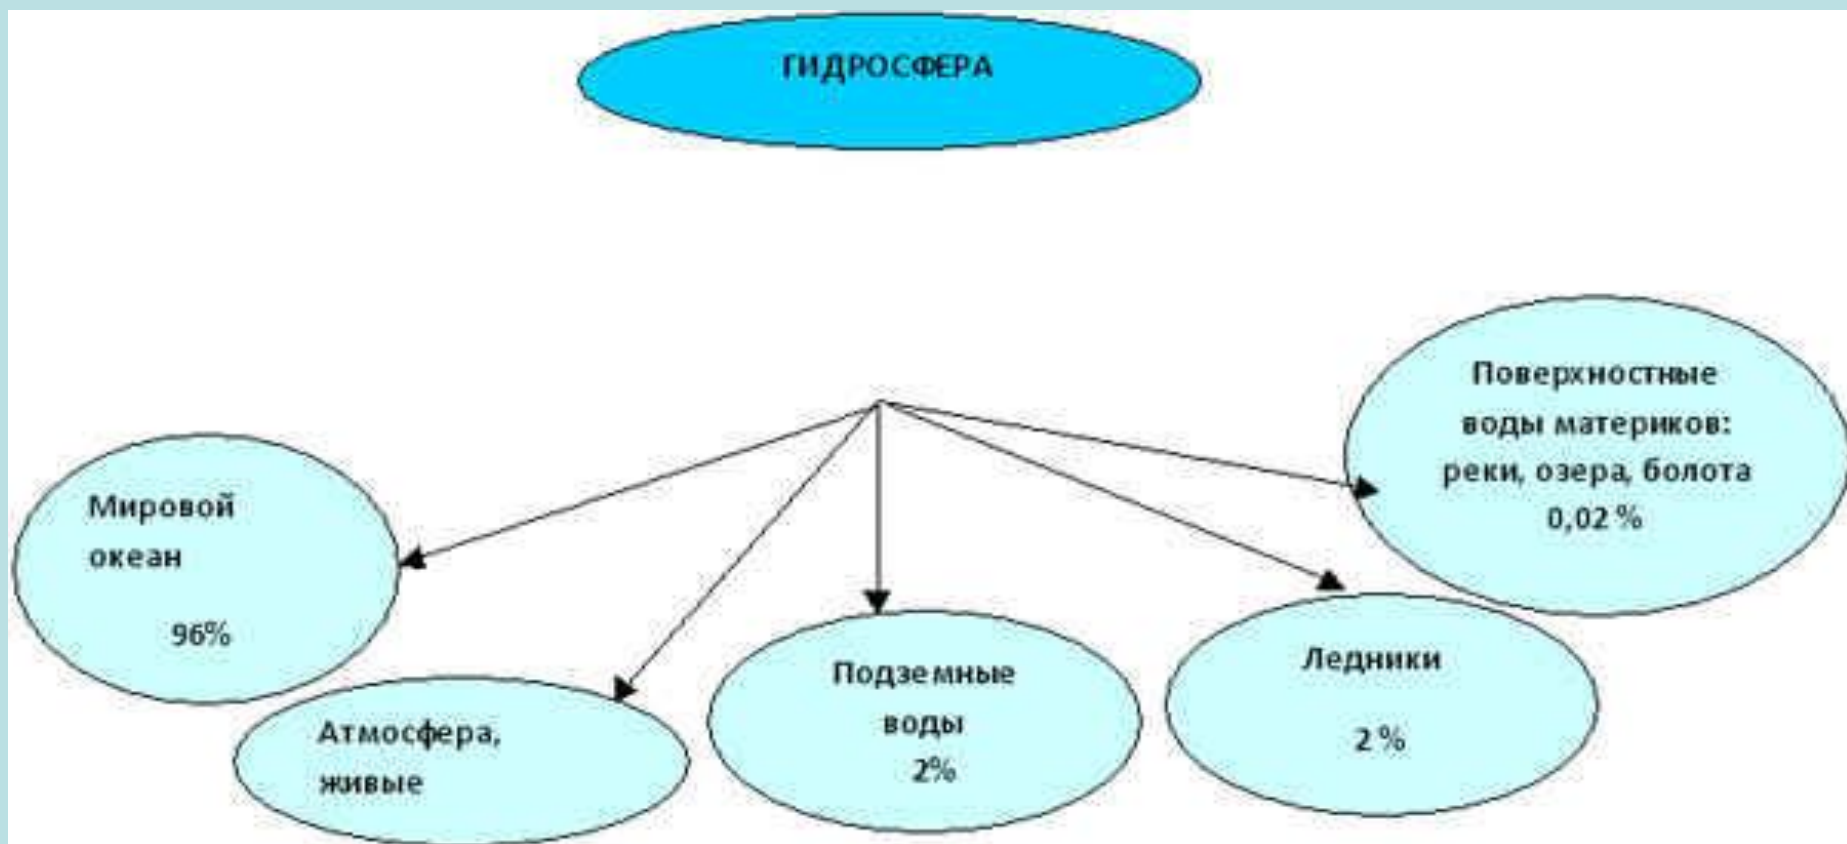 ГИДРОСФЕРА
Мировой
океан
96%
Атмосфера,
живые
Подземные
воды
2%
Ледники
2 %
Поверхностные
воды материков:
реки, озера, болота
0,02 %